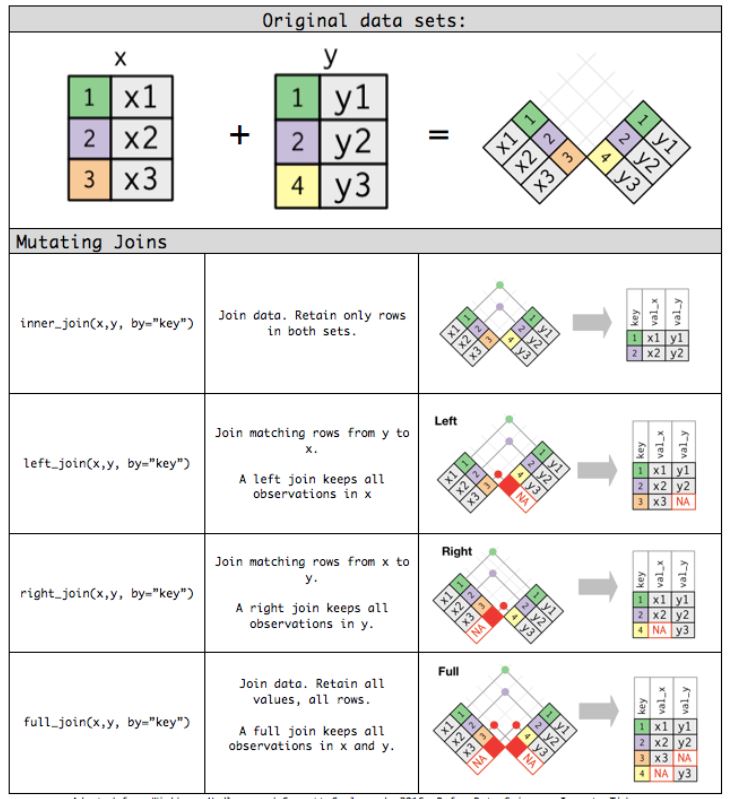 Original data sets:
x
y
1 x1
2 x2
3 x3
+
1 y1
2 y2
4 y3
=
1 2 3
x1 x2 x3
1 2 4
y1 y2 y3
Mutating Joins
inner_join(x,y, by=”key”)
Join data. Retain only rows
in both sets.
1 2 3
x1 x2 x3
1 2 4
y1 y2 y3
key val_x val_y
1 x1 y1
2 x2 y2
left_join(x,y, by=”key”)
Join matching rows from y to
x.
A left join keeps all
observations in x
Left
1 2 3
x1 x2 x3
1 2 4
y1 y2 y3 NA
key val_x val_y
1 x1 y1
2 x2 y2
3 x3 NA
right_join(x,y, by=”key”)
Join matching rows from x to
y.
A right join keeps all
observations in y.
Right
1 2 3
x1 x2 x3 NA
1 2 4
y1 y2 y3
key val_x val_y
1 x1 y1
2 x2 y2
4 NA y3
full_join(x,y, by=”key”)
Join data. Retain all
values, all rows.
A full join keeps all
observations in x and y.
Full
1 2 3
x1 x2 x3 NA
1 2 4
y1 y2 y3 NA
key val_x val_y
1 x1 y1
2 x2 y2
3 x3 NA
4 NA y3